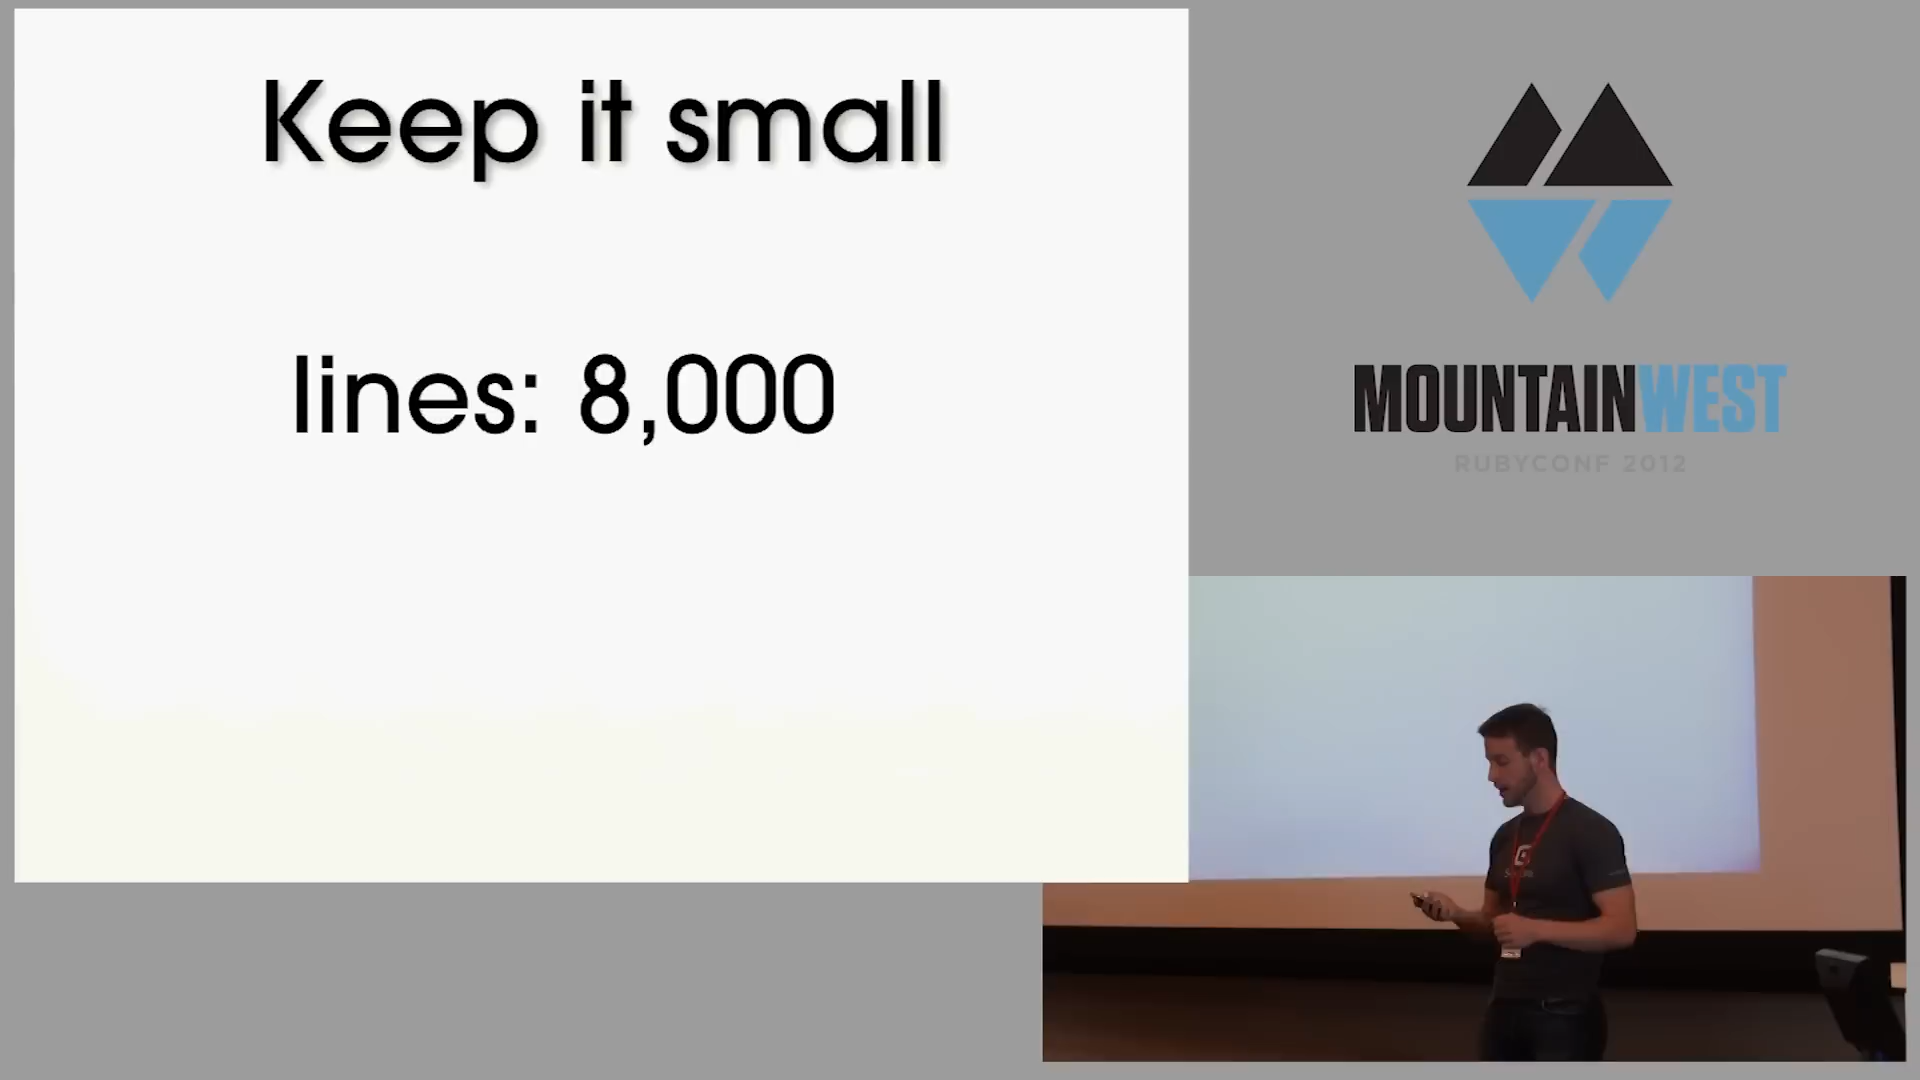 Keep it small
lines: 8,000
MOUNTAINWEST
RUBYCONF 2012